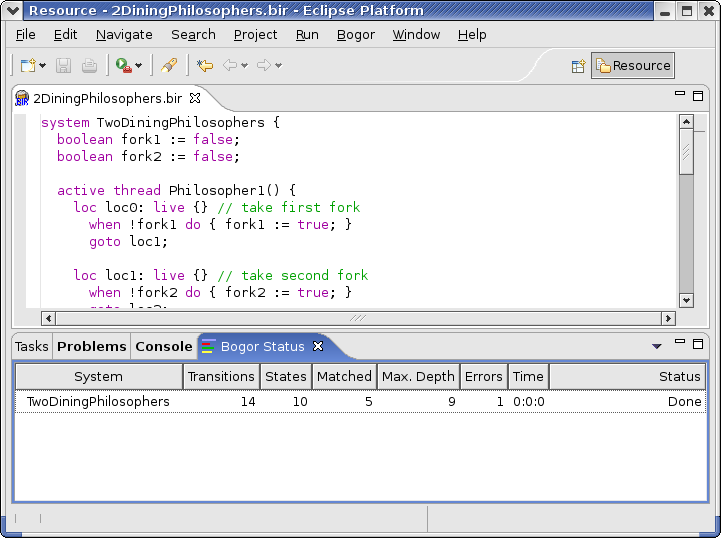 Resource - 2DiningPhilosophers.bir - Eclipse Platform
File Edit Navigate Search Project Run Bogor Window Help
Resource
BIR 2DiningPhilosophers.bir
system TwoDiningPhilosophers {
boolean fork1 := false;
boolean fork2 := false;
active thread Philosopher1() {
loc loc0: live {} // take first fork
when !fork1 do { fork1 := true; }
goto loc1;
loc loc1: live {} // take second fork
when !fork2 do { fork2 := true; }
goto loc2;
Tasks Problems Console Bogor Status
System Transitions States Matched Max. Depth Errors Time Status
TwoDiningPhilosophers 14 10 5 9 1 0:0:0 Done